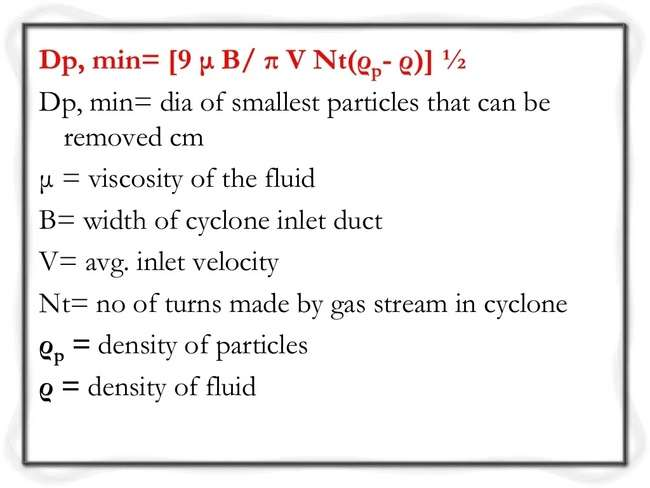 Dp, min= [9 μ B/ π V Nt(ϱₚ- ϱ)] ½
Dp, min= dia of smallest particles that can be
removed cm
μ = viscosity of the fluid
B= width of cyclone inlet duct
V= avg. inlet velocity
Nt= no of turns made by gas stream in cyclone
ϱₚ = density of particles
ϱ = density of fluid